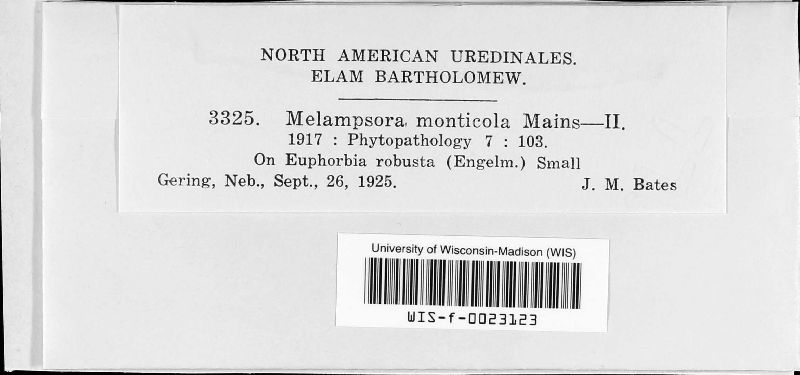 NORTH AMERICAN UREDINALES.
ELAM BARTHOLOMEW.
3325. Melampsora monticola Mains—II.
1917 : Phytopathology 7 : 103.
On Euphorbia robusta (Engelm.) Small
Gering, Neb., Sept., 26, 1925. J. M. Bates
University of Wisconsin-Madison (WIS)
WIS-f-0023123